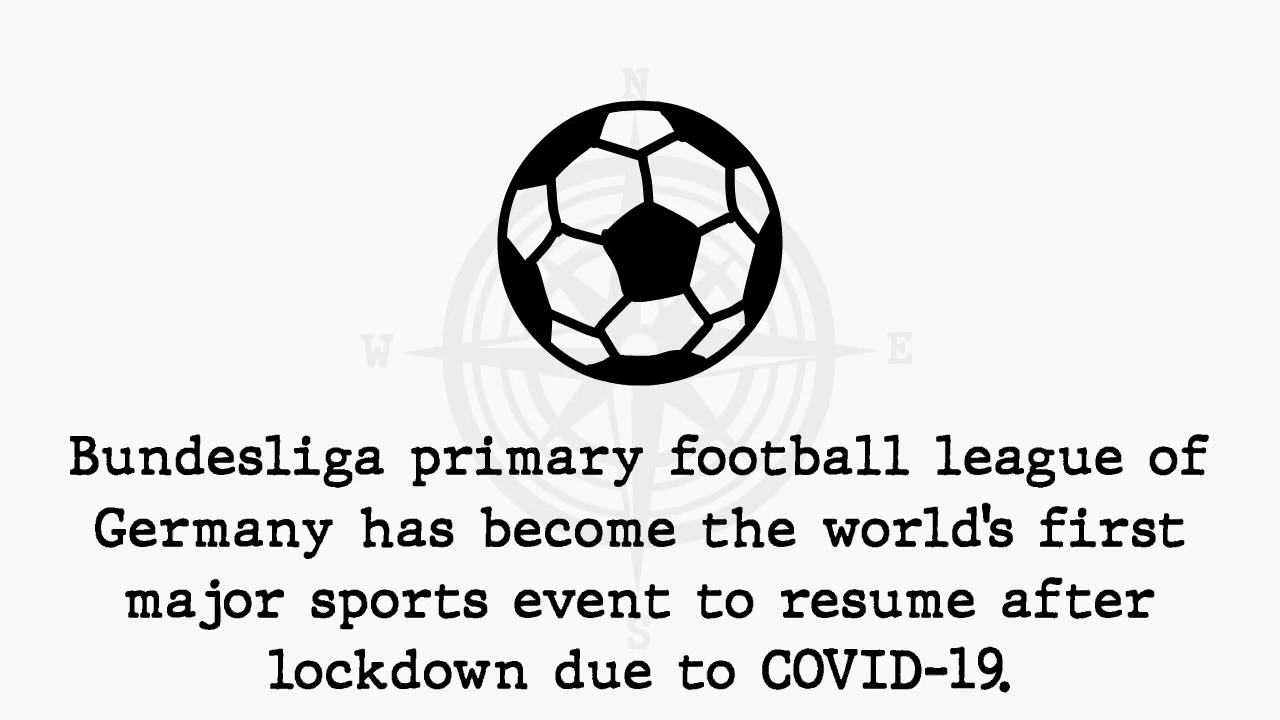 N
W E
Bundesliga primary football league of
Germany has become the world's first
major sports event to resume after
S
lockdown due to COVID-19.